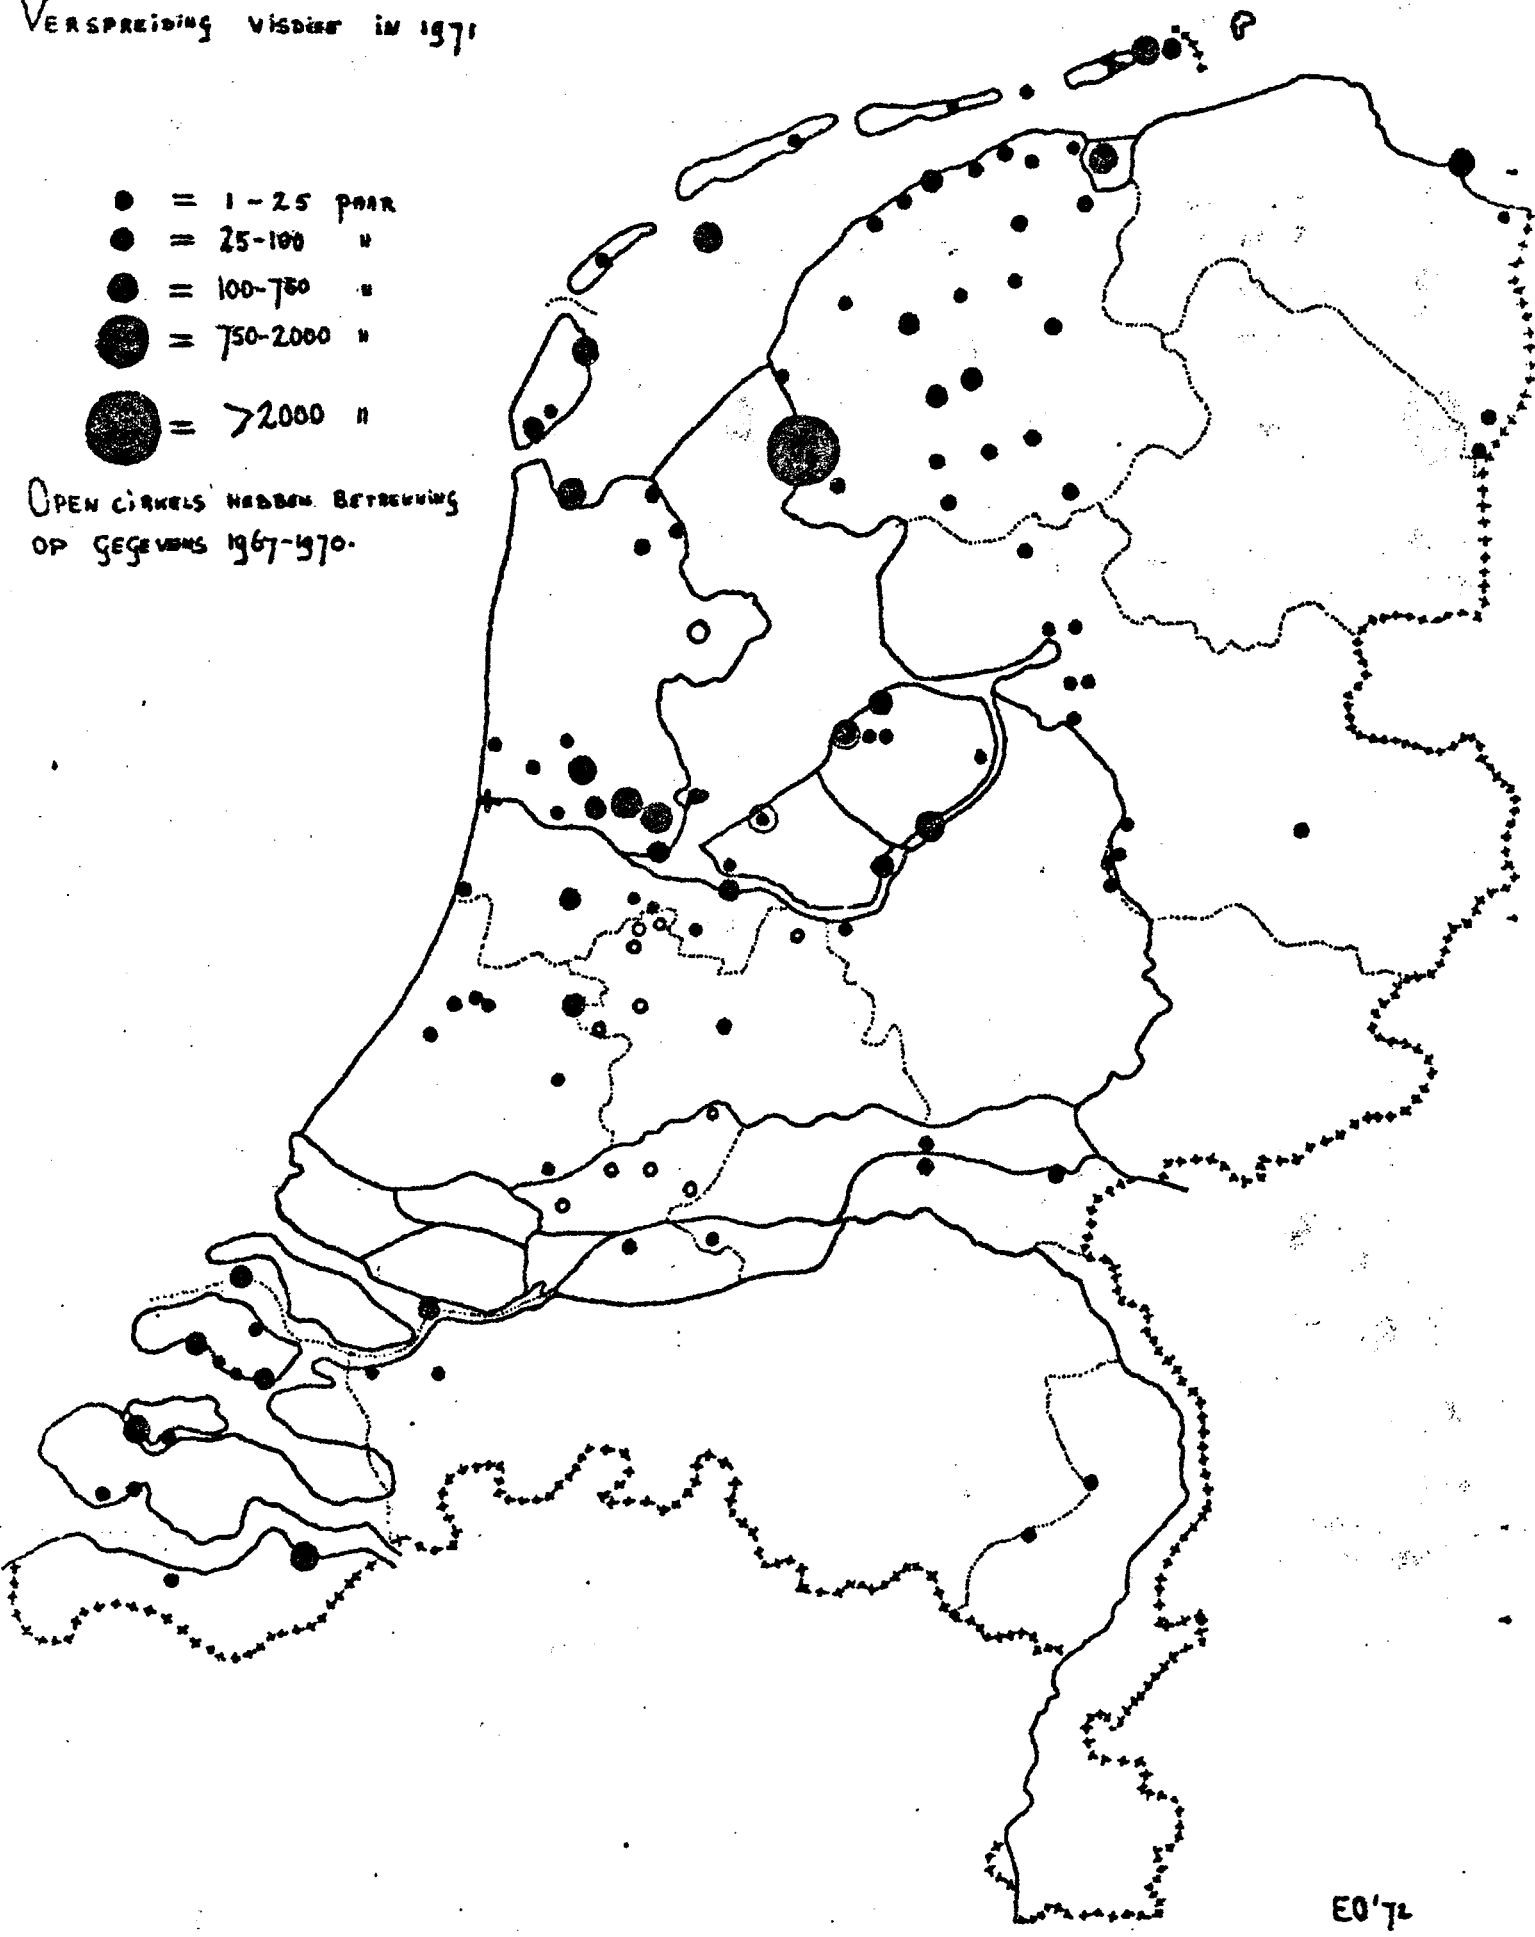 VERSPREIDING VISDIEF IN 1971
● = 1-25 PAAR
● = 25-100 "
● = 100-750 "
● = 750-2000 "
● = >2000 "
OPEN CIRKELS HEBBEN BETREKKING
OP GEGEVENS 1967-1970.
EO'72